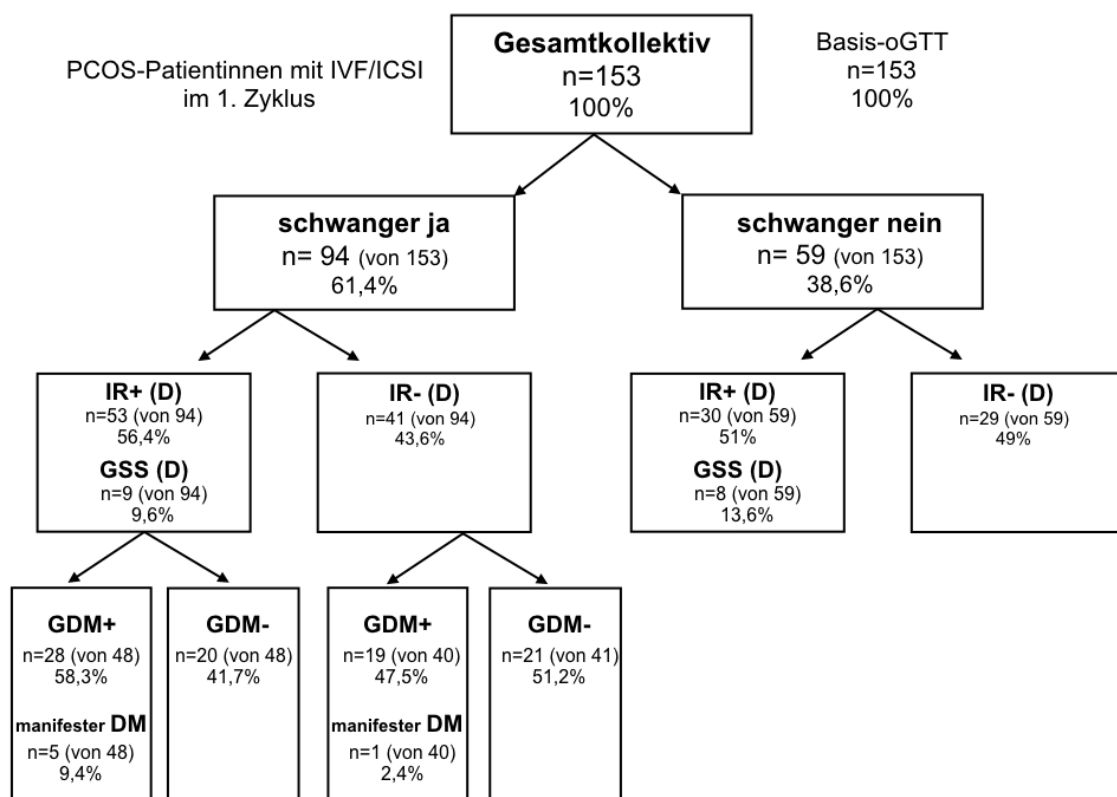 PCOS-Patientinnen mit IVF/ICSI
im 1. Zyklus
Gesamtkollektiv
n=153
100%
Basis-oGTT
n=153
100%
schwanger ja
n= 94 (von 153)
61,4%
schwanger nein
n= 59 (von 153)
38,6%
IR+ (D)
n=53 (von 94)
56,4%
GSS (D)
n=9 (von 94)
9,6%
IR- (D)
n=41 (von 94)
43,6%
IR+ (D)
n=30 (von 59)
51%
GSS (D)
n=8 (von 59)
13,6%
IR- (D)
n=29 (von 59)
49%
GDM+
n=28 (von 48)
58,3%
manifester DM
n=5 (von 48)
9,4%
GDM-
n=20 (von 48)
41,7%
GDM+
n=19 (von 40)
47,5%
manifester DM
n=1 (von 40)
2,4%
GDM-
n=21 (von 41)
51,2%